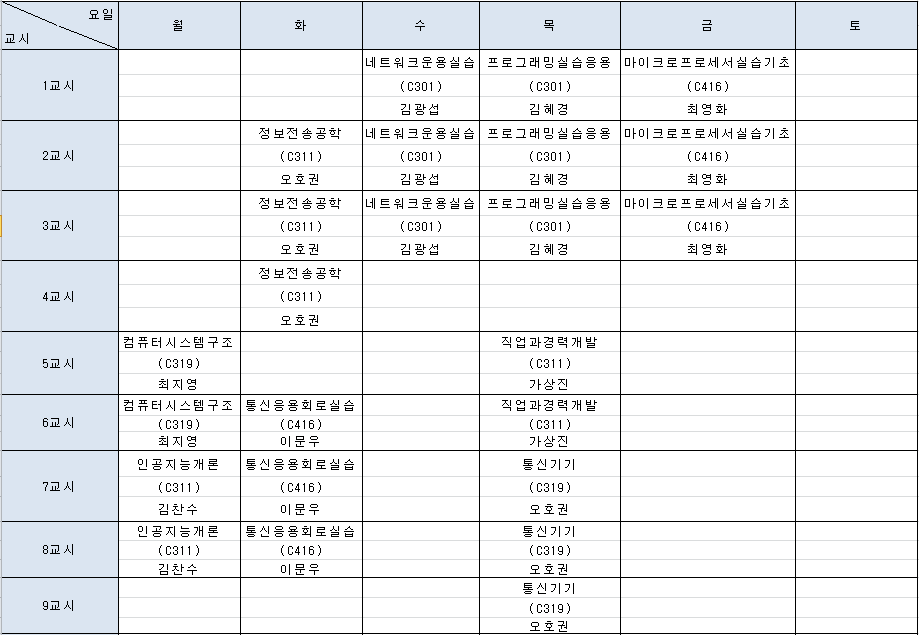 요일
교시
월 화 수 목 금 토
네트워크운용실습 프로그래밍실습응용 마이크로프로세서실습기초
1교시 (C301) (C301) (C416)
김광섭 김혜경 최영화
정보전송공학 네트워크운용실습 프로그래밍실습응용 마이크로프로세서실습기초
2교시 (C311) (C301) (C301) (C416)
오호권 김광섭 김혜경 최영화
정보전송공학 네트워크운용실습 프로그래밍실습응용 마이크로프로세서실습기초
3교시 (C311) (C301) (C301) (C416)
오호권 김광섭 김혜경 최영화
정보전송공학
4교시 (C311)
오호권
컴퓨터시스템구조 직업과경력개발
5교시 (C319) (C311)
최지영 가상진
컴퓨터시스템구조 통신응용회로실습 직업과경력개발
6교시 (C319) (C416) (C311)
최지영 이문우 가상진
인공지능개론 통신응용회로실습 통신기기
7교시 (C311) (C416) (C319)
김찬수 이문우 오호권
인공지능개론 통신응용회로실습 통신기기
8교시 (C311) (C416) (C319)
김찬수 이문우 오호권
통신기기
9교시 (C319)
오호권